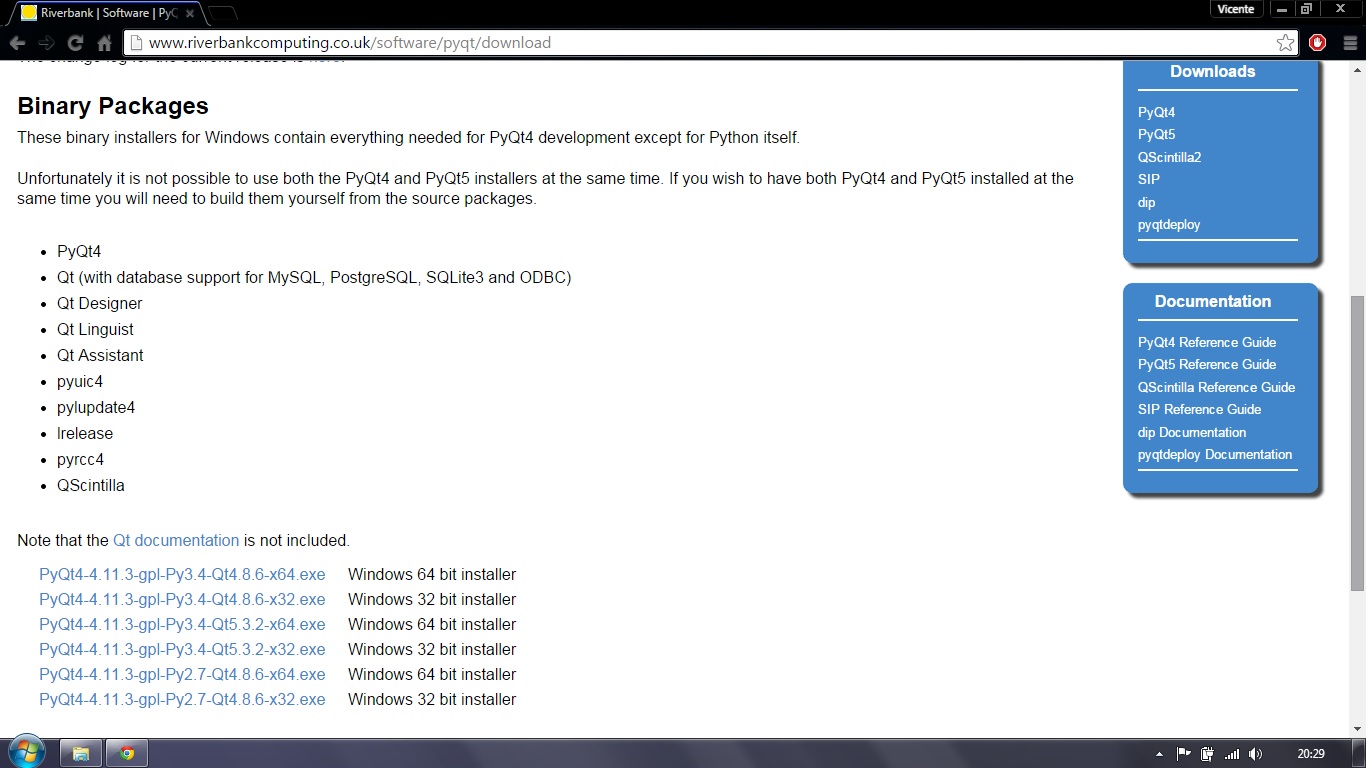 Riverbank | Software | PyQ
Vicente
www.riverbankcomputing.co.uk/software/pyqt/download
The change log for the current release is here.
Binary Packages
These binary installers for Windows contain everything needed for PyQt4 development except for Python itself.
Unfortunately it is not possible to use both the PyQt4 and PyQt5 installers at the same time. If you wish to have both PyQt4 and PyQt5 installed at the
same time you will need to build them yourself from the source packages.
PyQt4
Qt (with database support for MySQL, PostgreSQL, SQLite3 and ODBC)
Qt Designer
Qt Linguist
Qt Assistant
pyuic4
pylupdate4
lrelease
pyrcc4
QScintilla
Note that the Qt documentation is not included.
PyQt4-4.11.3-gpl-Py3.4-Qt4.8.6-x64.exe Windows 64 bit installer
PyQt4-4.11.3-gpl-Py3.4-Qt4.8.6-x32.exe Windows 32 bit installer
PyQt4-4.11.3-gpl-Py3.4-Qt5.3.2-x64.exe Windows 64 bit installer
PyQt4-4.11.3-gpl-Py3.4-Qt5.3.2-x32.exe Windows 32 bit installer
PyQt4-4.11.3-gpl-Py2.7-Qt4.8.6-x64.exe Windows 64 bit installer
PyQt4-4.11.3-gpl-Py2.7-Qt4.8.6-x32.exe Windows 32 bit installer
Downloads
PyQt4
PyQt5
QScintilla2
SIP
dip
pyqtdeploy
Documentation
PyQt4 Reference Guide
PyQt5 Reference Guide
QScintilla Reference Guide
SIP Reference Guide
dip Documentation
pyqtdeploy Documentation
20:29